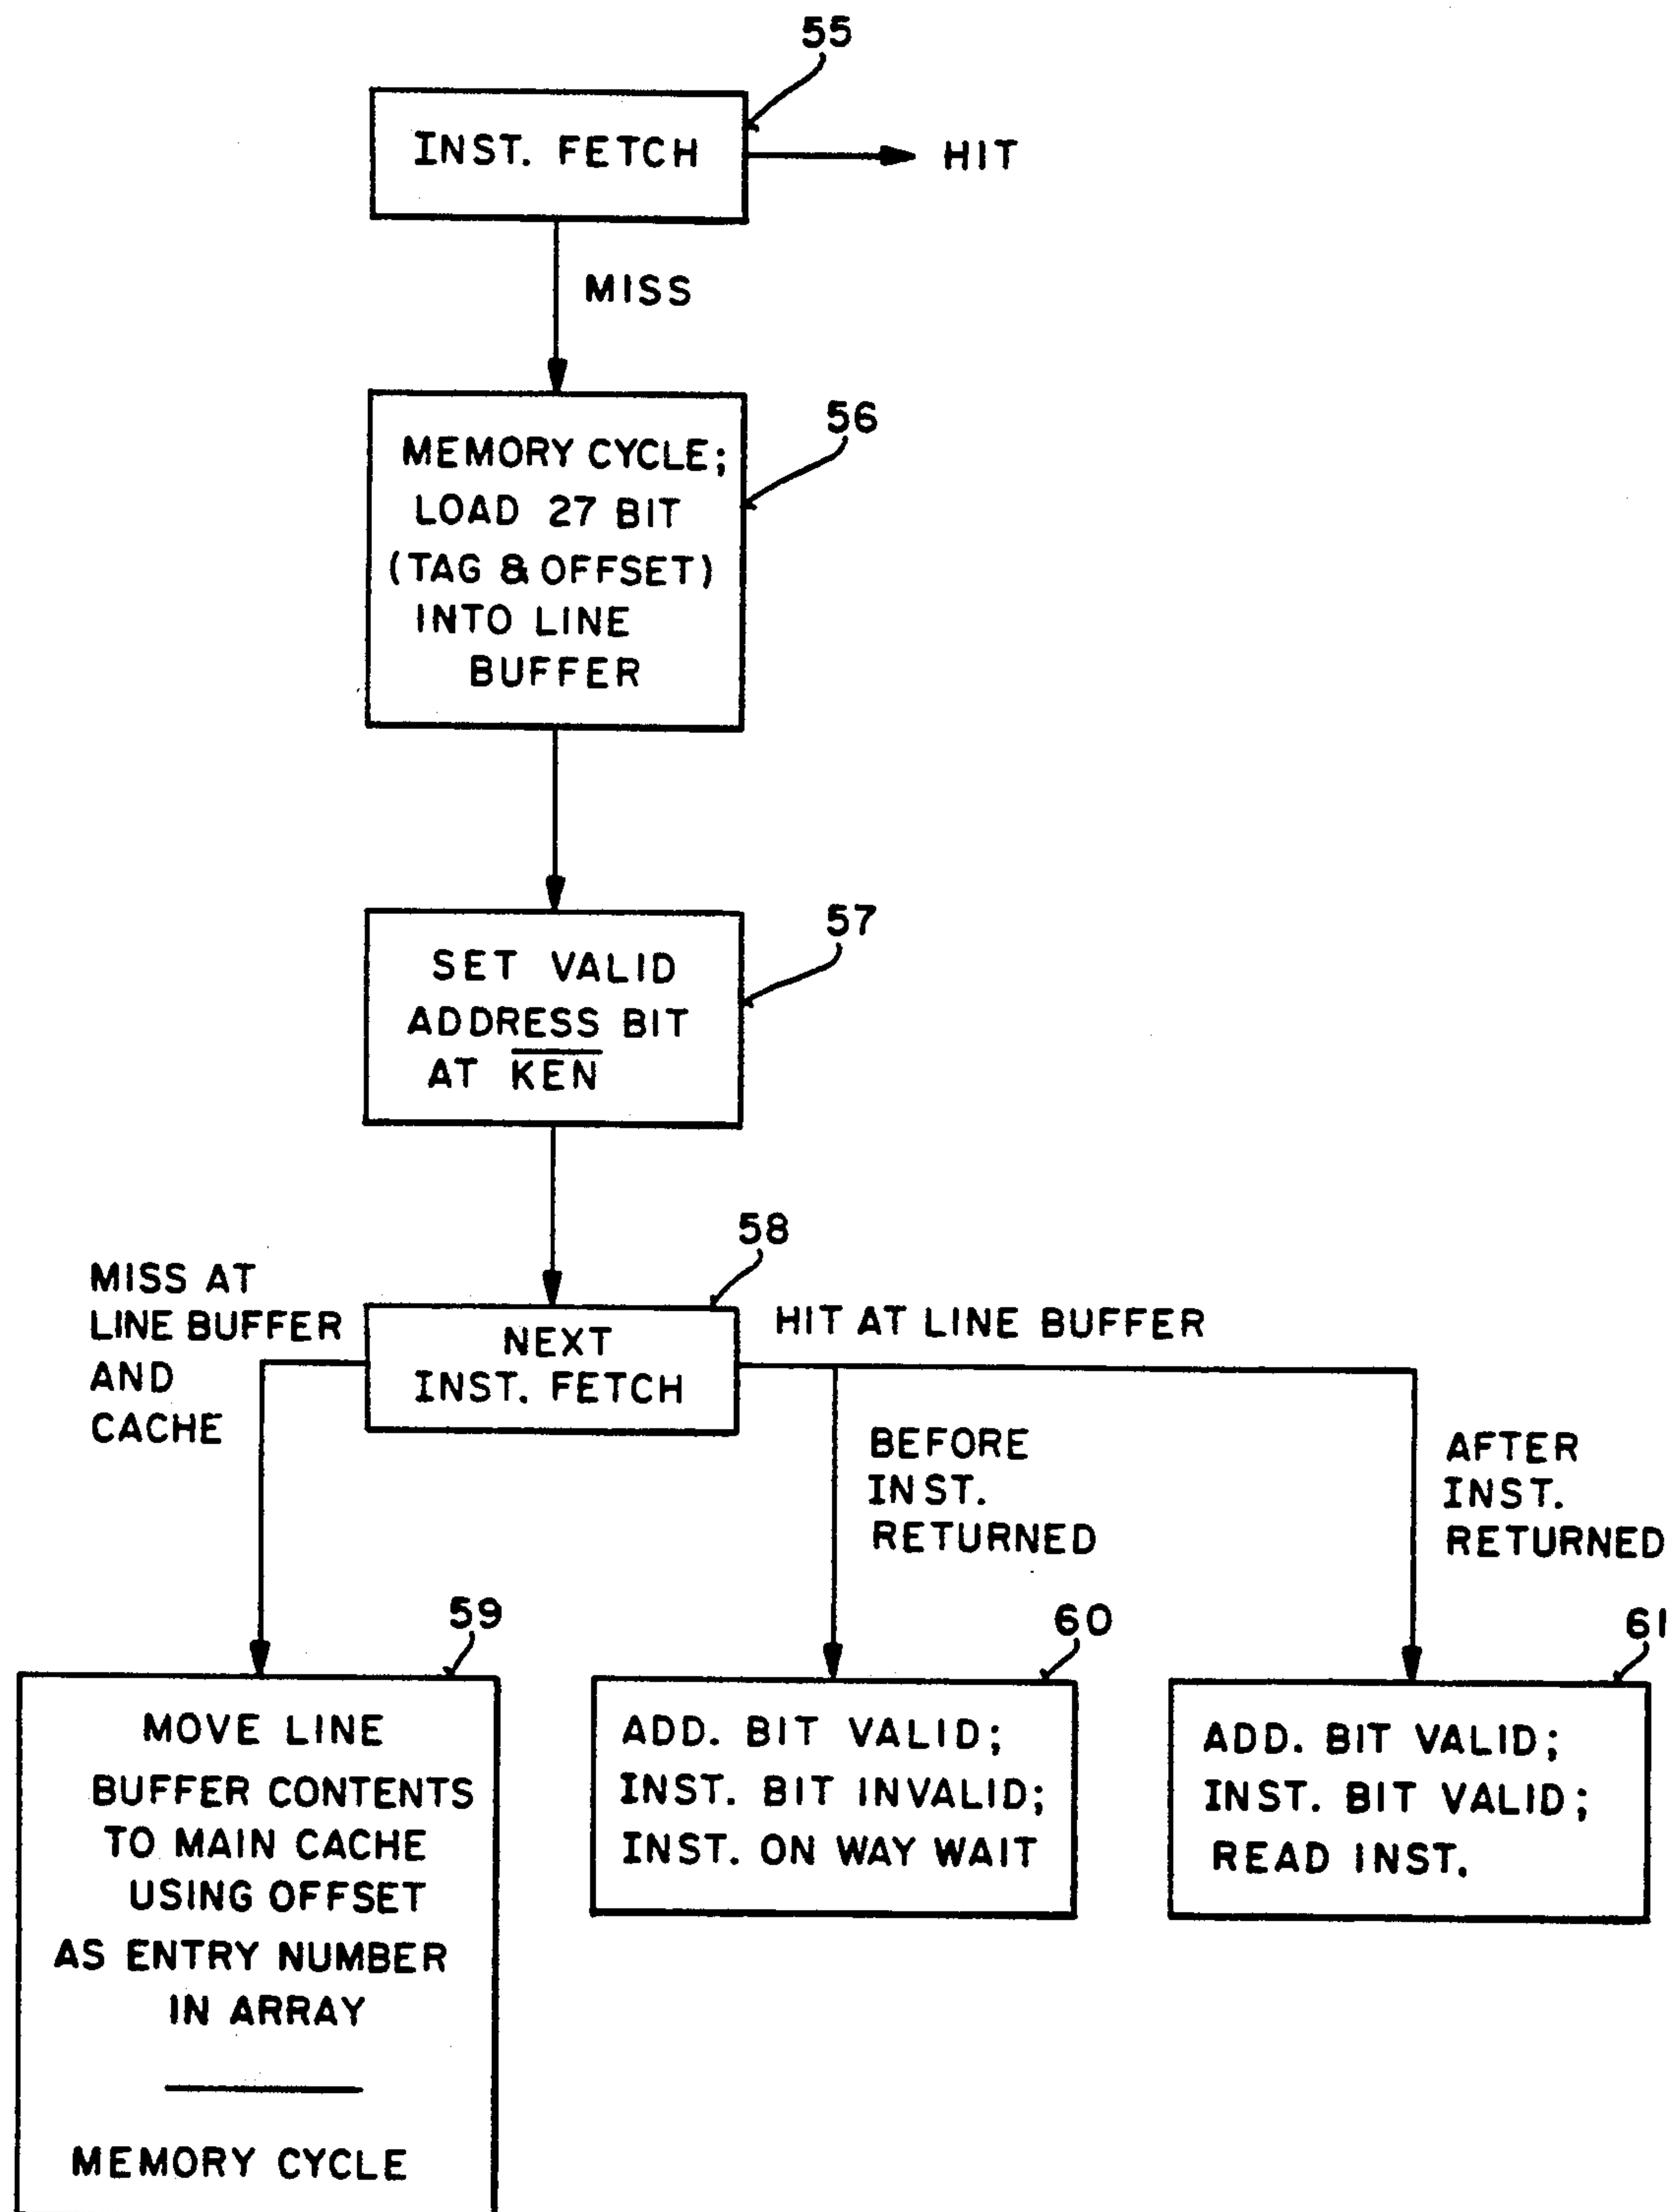 55
INST. FETCH
HIT
MISS
56
MEMORY CYCLE;
LOAD 27 BIT
(TAG & OFFSET)
INTO LINE
BUFFER
57
SET VALID
ADDRESS BIT
AT K̅E̅N̅
58
MISS AT
LINE BUFFER
AND
CACHE
NEXT
INST. FETCH
HIT AT LINE BUFFER
BEFORE
INST.
RETURNED
AFTER
INST.
RETURNED
59
MOVE LINE
BUFFER CONTENTS
TO MAIN CACHE
USING OFFSET
AS ENTRY NUMBER
IN ARRAY
MEMORY CYCLE
60
ADD. BIT VALID;
INST. BIT INVALID;
INST. ON WAY WAIT
61
ADD. BIT VALID;
INST. BIT VALID;
READ INST.